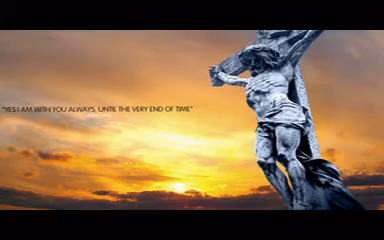 "YES I AM WITH YOU ALWAYS, UNTIL THE VERY END OF TIME"